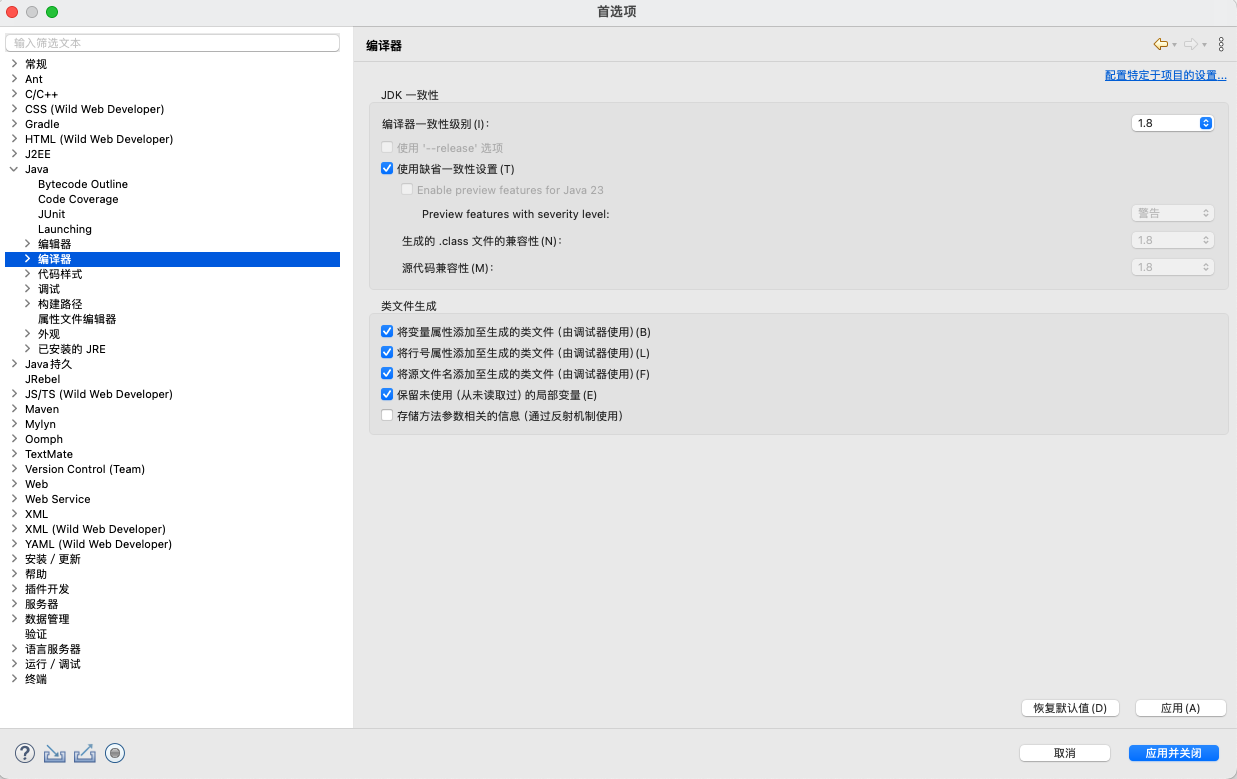 首选项
输入筛选文本
常规
Ant
C/C++
CSS (Wild Web Developer)
Gradle
HTML (Wild Web Developer)
J2EE
Java
Bytecode Outline
Code Coverage
JUnit
Launching
编辑器
编译器
代码样式
调试
构建路径
属性文件编辑器
外观
已安装的 JRE
Java持久
JRebel
JS/TS (Wild Web Developer)
Maven
Mylyn
Oomph
TextMate
Version Control (Team)
Web
Web Service
XML
XML (Wild Web Developer)
YAML (Wild Web Developer)
安装 / 更新
帮助
插件开发
服务器
数据管理
验证
语言服务器
运行 / 调试
终端
编译器
配置特定于项目的设置...
JDK 一致性
编译器一致性级别(I): 1.8
使用 '--release' 选项
使用缺省一致性设置(T)
Enable preview features for Java 23
Preview features with severity level: 警告
生成的 .class 文件的兼容性(N): 1.8
源代码兼容性(M): 1.8
类文件生成
将变量属性添加至生成的类文件（由调试器使用）(B)
将行号属性添加至生成的类文件（由调试器使用）(L)
将源文件名添加至生成的类文件（由调试器使用）(F)
保留未使用（从未读取过）的局部变量(E)
存储方法参数相关的信息（通过反射机制使用）
恢复默认值(D) 应用(A)
? 取消 应用并关闭